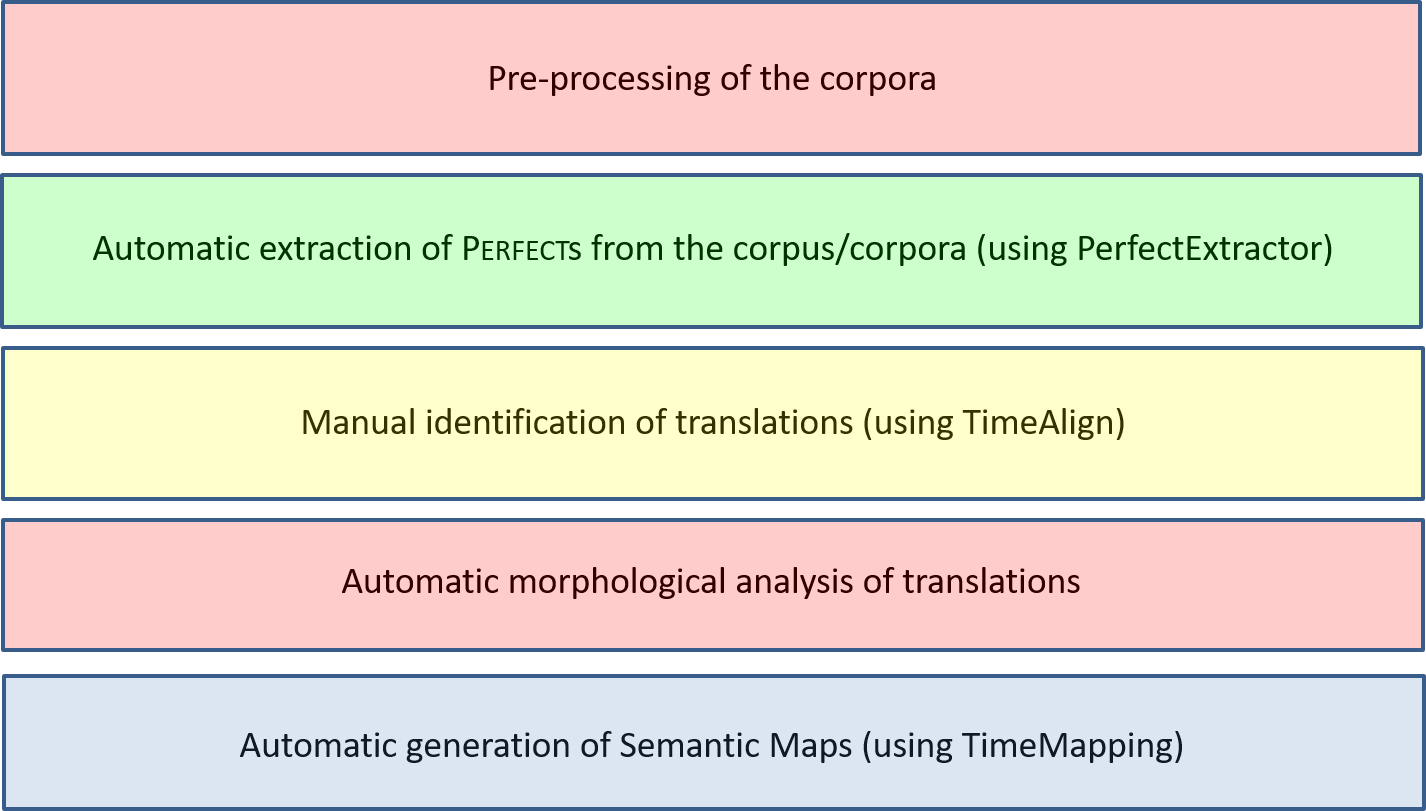 Pre-processing of the corpora
Automatic extraction of PERFECTs from the corpus/corpora (using PerfectExtractor)
Manual identification of translations (using TimeAlign)
Automatic morphological analysis of translations
Automatic generation of Semantic Maps (using TimeMapping)